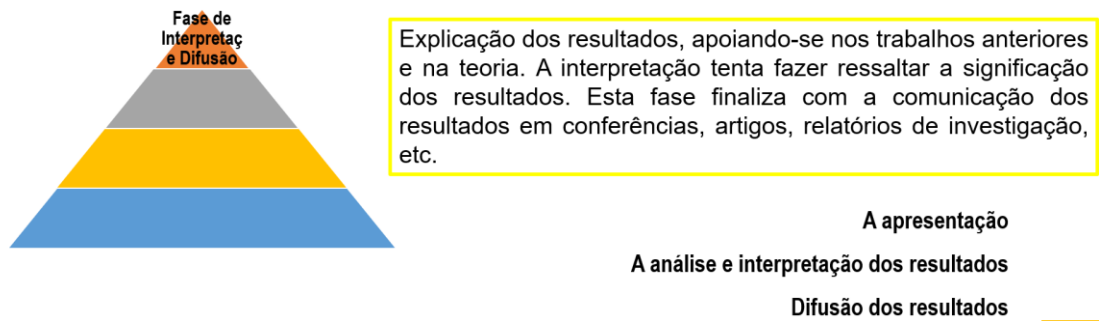 Fase de
Interpretaç
e Difusão
Explicação dos resultados, apoiando-se nos trabalhos anteriores
e na teoria. A interpretação tenta fazer ressaltar a significação
dos resultados. Esta fase finaliza com a comunicação dos
resultados em conferências, artigos, relatórios de investigação,
etc.
A apresentação
A análise e interpretação dos resultados
Difusão dos resultados